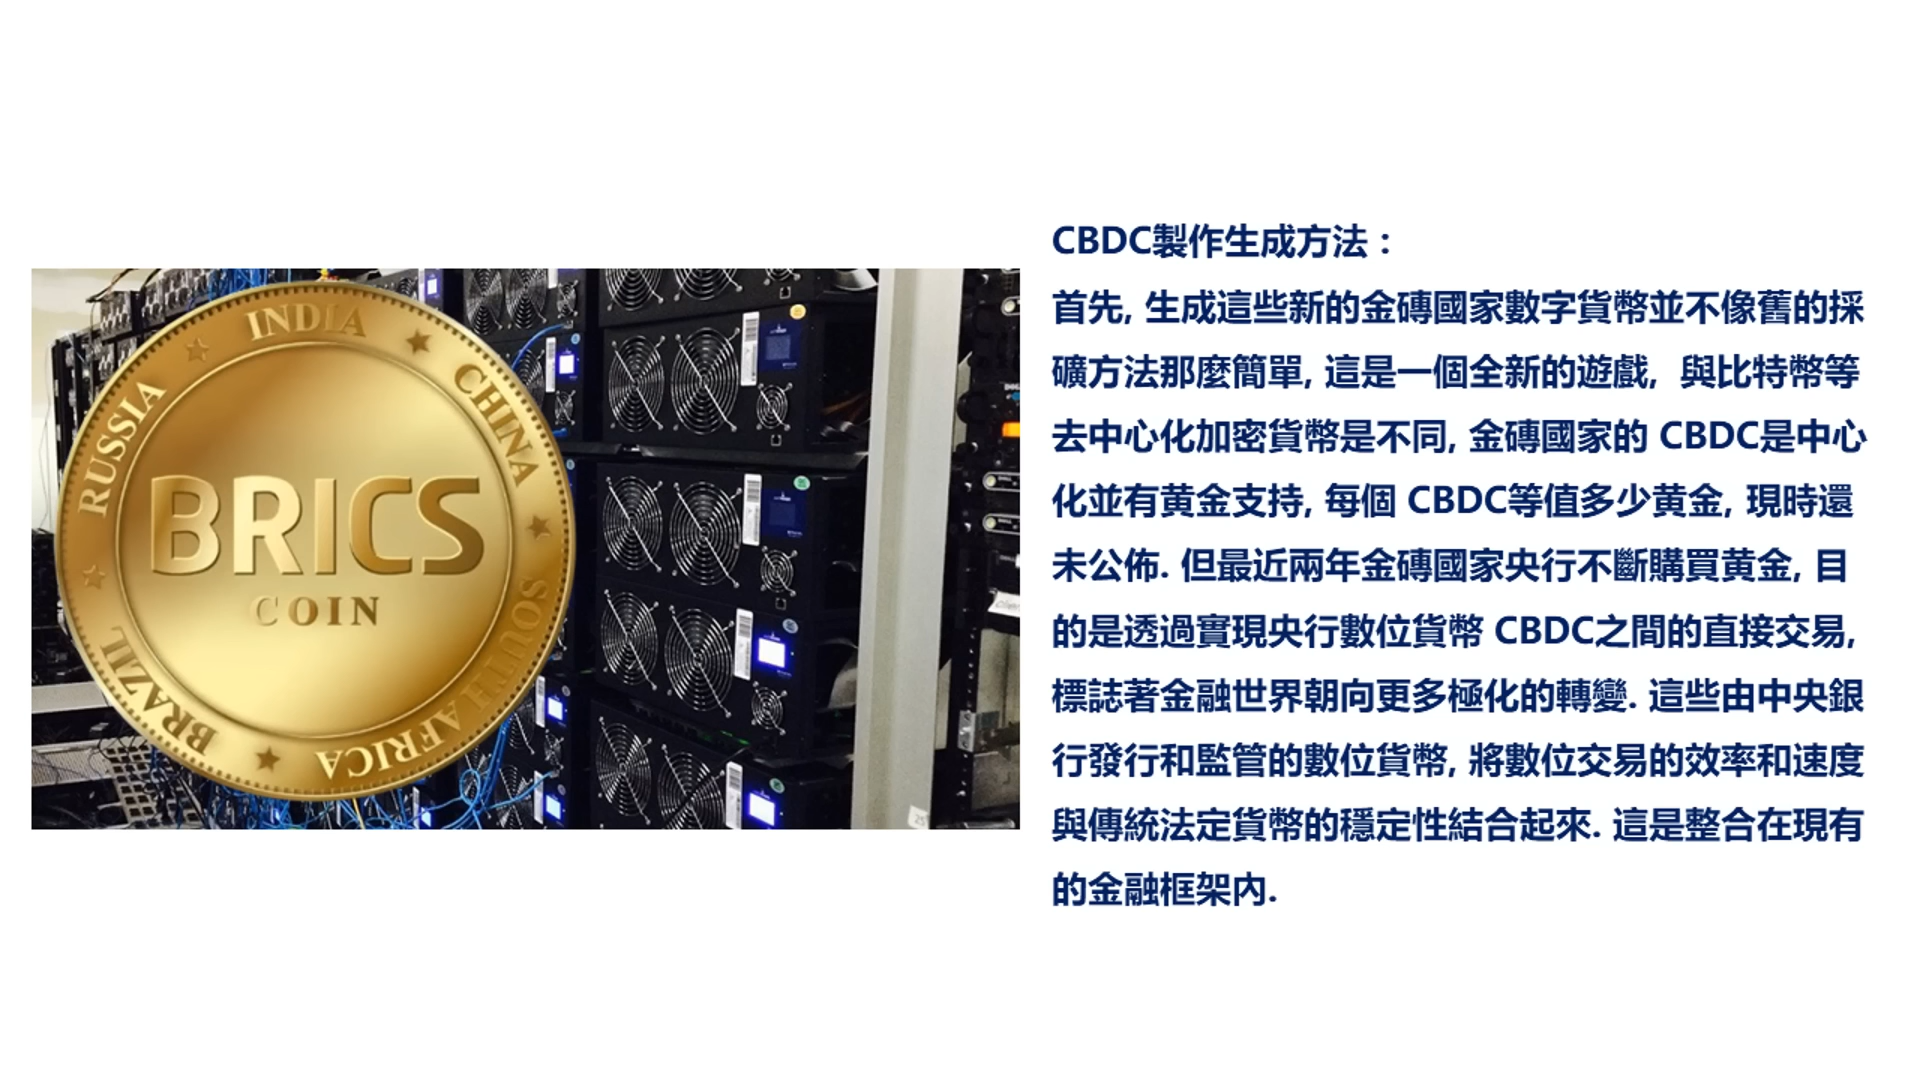 INDIA
CHINA
SOUTH AFRICA
BRAZIL
RUSSIA
BRICS
COIN
CBDC製作生成方法：
首先, 生成這些新的金磚國家數字貨幣並不像舊的採
礦方法那麼簡單, 這是一個全新的遊戲,  與比特幣等
去中心化加密貨幣是不同, 金磚國家的 CBDC是中心
化並有黄金支持, 每個 CBDC等值多少黄金, 現時還
未公佈. 但最近兩年金磚國家央行不斷購買黄金, 目
的是透過實現央行數位貨幣 CBDC之間的直接交易,
標誌著金融世界朝向更多極化的轉變. 這些由中央銀
行發行和監管的數位貨幣, 將數位交易的效率和速度
與傳統法定貨幣的穩定性結合起來. 這是整合在現有
的金融框架內.